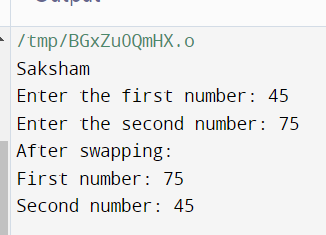 /tmp/BGxZuOQmHX.o
Saksham
Enter the first number: 45
Enter the second number: 75
After swapping:
First number: 75
Second number: 45